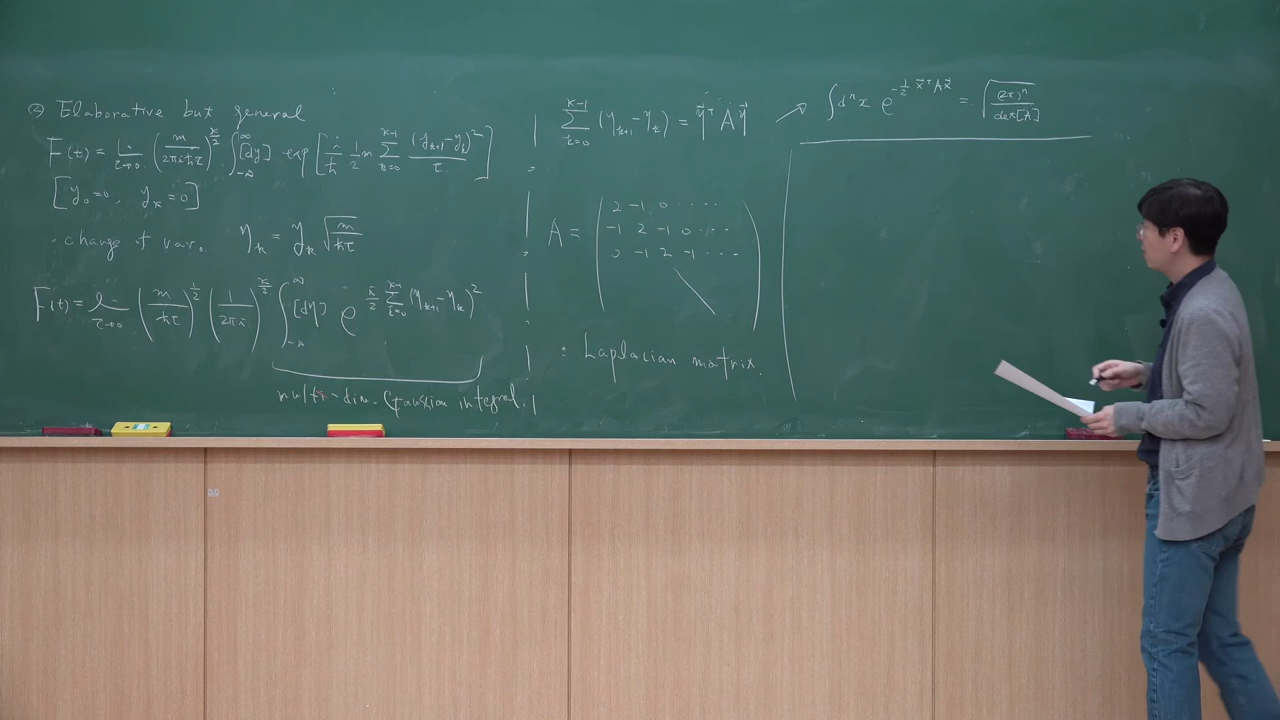 ② Elaborative but general
F(t) = lim_{τ→0} (m/2πiħτ)^{K/2} ∫_{-∞}^{∞} [dy] exp[ i/ħ 1/2 m Σ_{k=0}^{K-1} (y_{k+1}-y_k)²/τ ]
[y_0=0, y_K=0]
· change of var. η_k = y_k √(m/ħτ)
F(t) = lim_{τ→0} (m/ħτ)^{1/2} (1/2πi)^{K/2} ∫_{-∞}^{∞} [dη] e^{i/2 Σ_{k=0}^{K-1} (η_{k+1}-η_k)²}
multi-dim. Gaussian integral.
Σ_{k=0}^{K-1} (η_{k+1}-η_k) = η⃗ᵀ A η⃗
A = ( 2 -1 0 ⋯⋯
-1 2 -1 0 ⋯
0 -1 2 -1 ⋯ )
: Laplacian matrix.
↗ ∫dⁿx e^{-1/2 x⃗ᵀAx⃗} = √((2π)ⁿ/det[A])